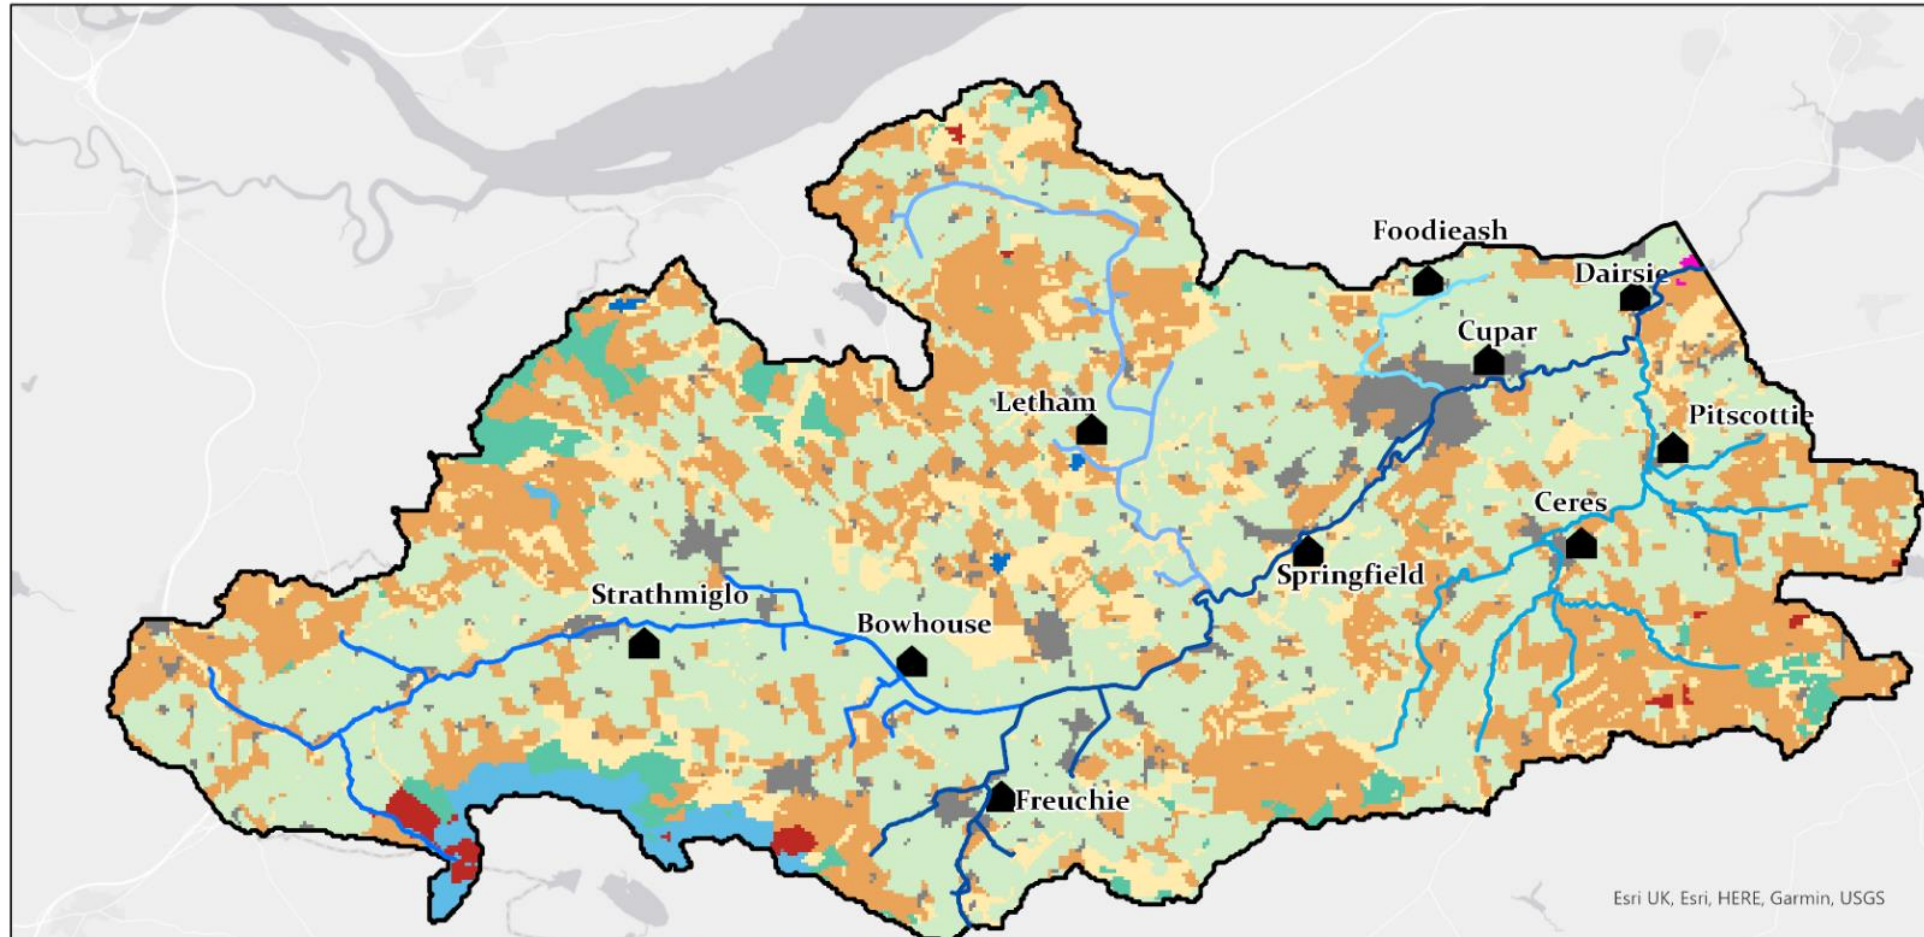 Foodieash
Dairsie
Cupar
Letham
Pitscottie
Ceres
Springfield
Strathmiglo
Bowhouse
Freuchie
Esri UK, Esri, HERE, Garmin, USGS